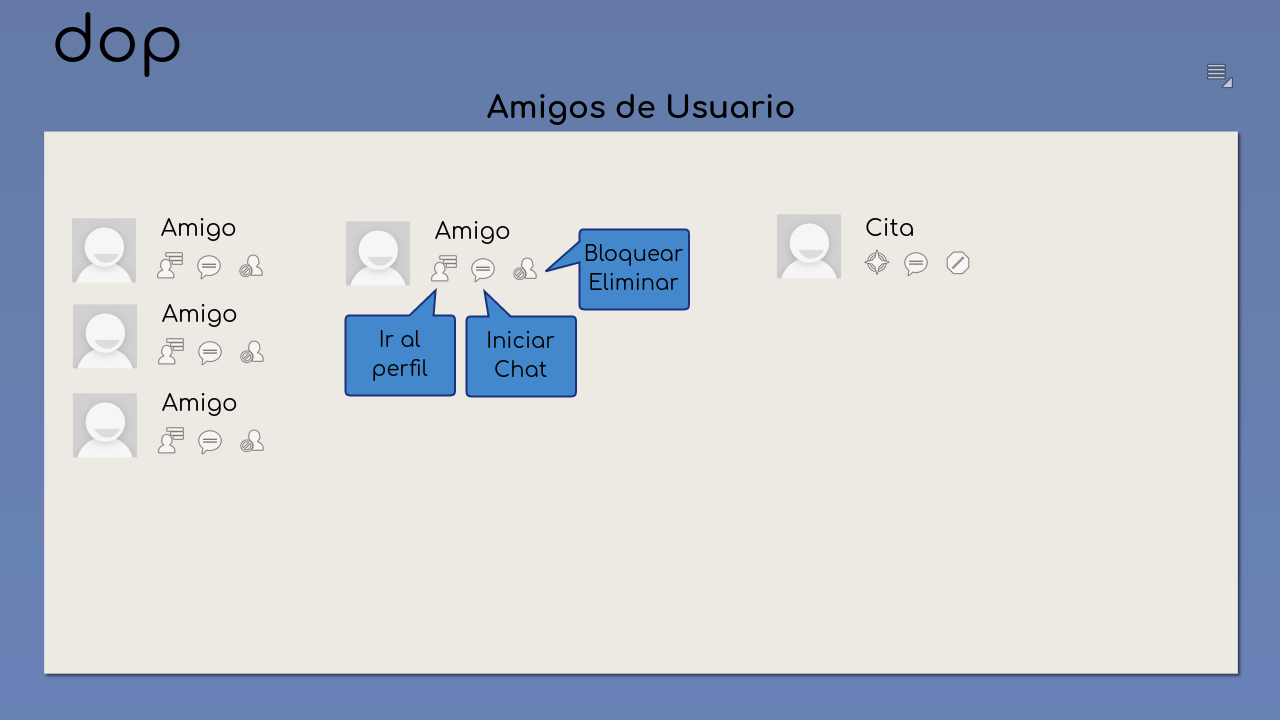 dop
Amigos de Usuario
Amigo
Amigo
Amigo
Amigo
Bloquear
Eliminar
Ir al
perfil
Iniciar
Chat
Cita